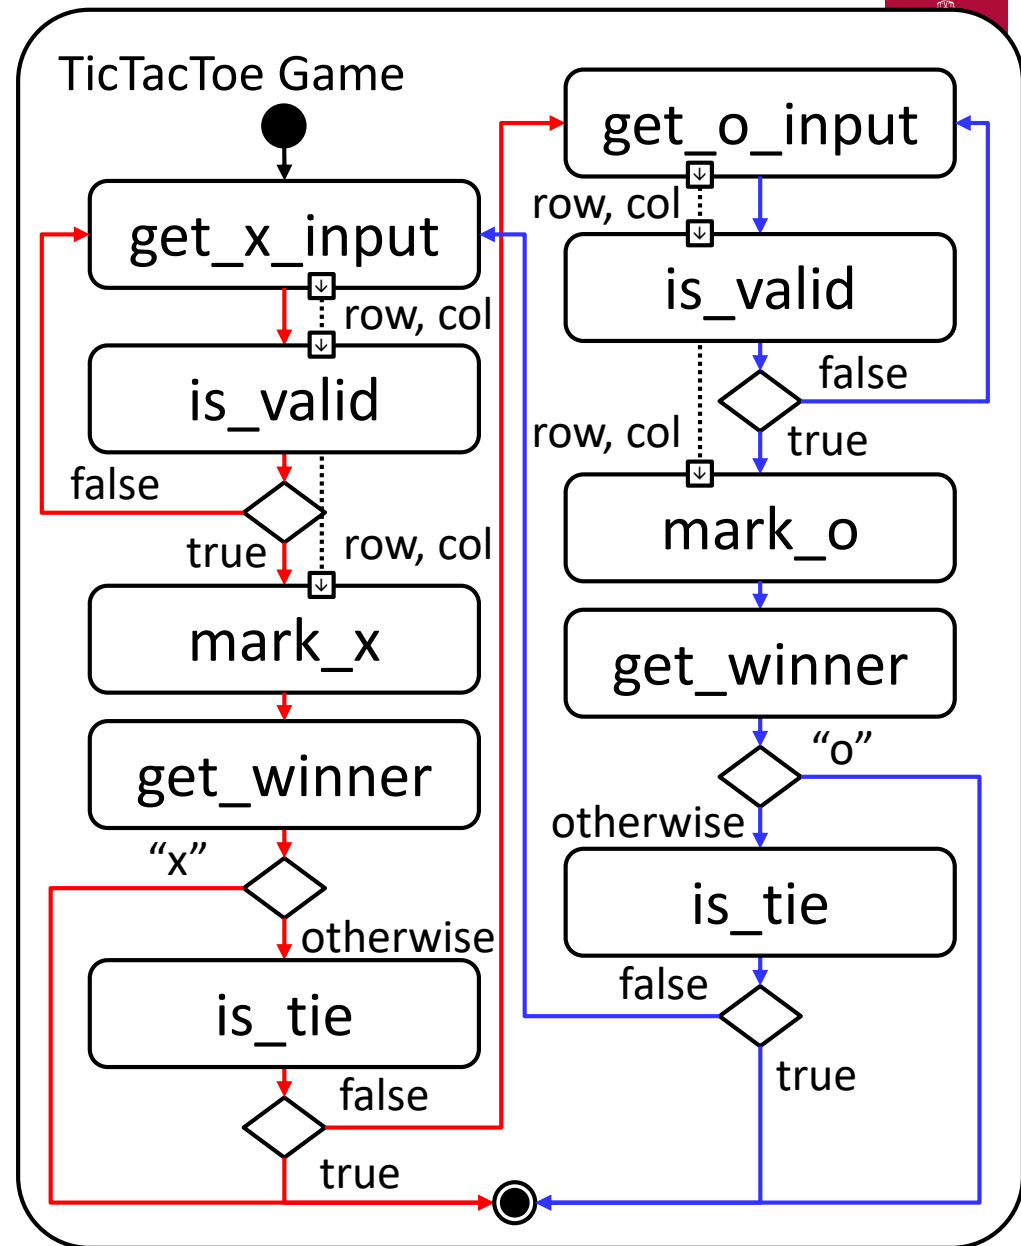 TicTacToe Game
get_x_input
row, col
is_valid
false
true
row, col
mark_x
get_winner
“x”
otherwise
is_tie
false
true
get_o_input
row, col
is_valid
false
true
row, col
mark_o
get_winner
“o”
otherwise
is_tie
false
true